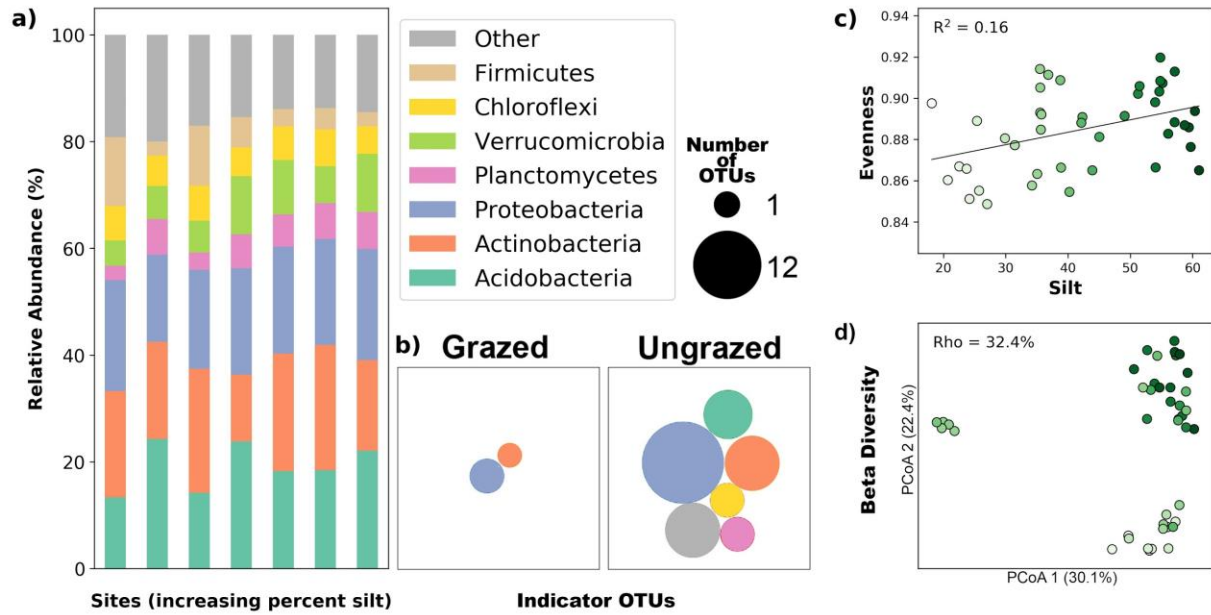 a)
100
80
60
40
20
0
Relative Abundance (%)
Sites (increasing percent silt)
Other
Firmicutes
Chloroflexi
Verrucomicrobia
Planctomycetes
Proteobacteria
Actinobacteria
Acidobacteria
Number
of
OTUs
1
12
b)
Grazed
Ungrazed
Indicator OTUs
c)
R² = 0.16
0.94
0.92
0.90
0.88
0.86
0.84
Evenness
20
30
40
50
60
Silt
d)
Rho = 32.4%
Beta Diversity
PCoA 2 (22.4%)
PCoA 1 (30.1%)